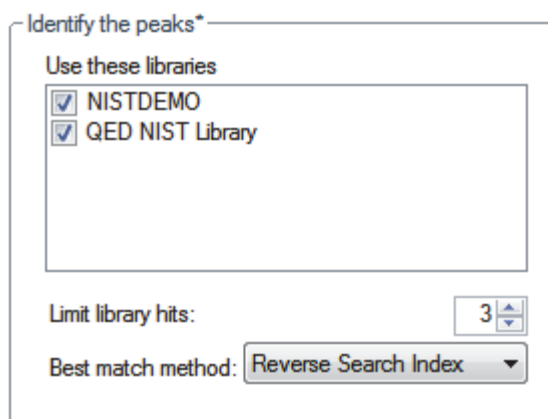 Identify the peaks*
Use these libraries
NISTDEMO
QED NIST Library
Limit library hits: 3
Best match method: Reverse Search Index